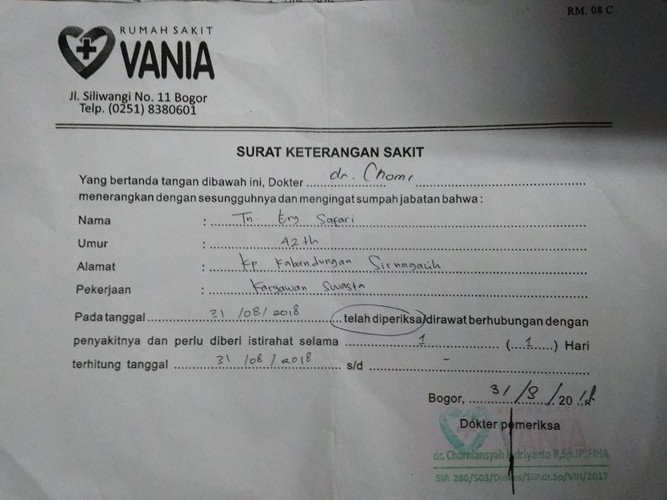 RM. 08 C
RUMAH SAKIT
VANIA
Jl. Siliwangi No. 11 Bogor
Telp. (0251) 8380601
SURAT KETERANGAN SAKIT
Yang bertanda tangan dibawah ini, Dokter dr. Chomi
menerangkan dengan sesungguhnya dan mengingat sumpah jabatan bahwa :
Nama : Tn. Ery Safari
Umur : 42 th
Alamat : Kp Kabandungan Sirnagalih
Pekerjaan : Karyawan Swasta
Pada tanggal 31 / 08 / 2018 telah diperiksa/dirawat berhubungan dengan
penyakitnya dan perlu diberi istirahat selama 1 ( 1 ) Hari
terhitung tanggal 31 / 08 / 2018 s/d -
Bogor, 31 / 8 / 20 18
Dokter pemeriksa
VANIA
dr. Chomiansyah Indriyanto R,Sp.JP.,FIHA
SIP. 280/503/Dinkes/SIP.dr.Sp/VIII/2017